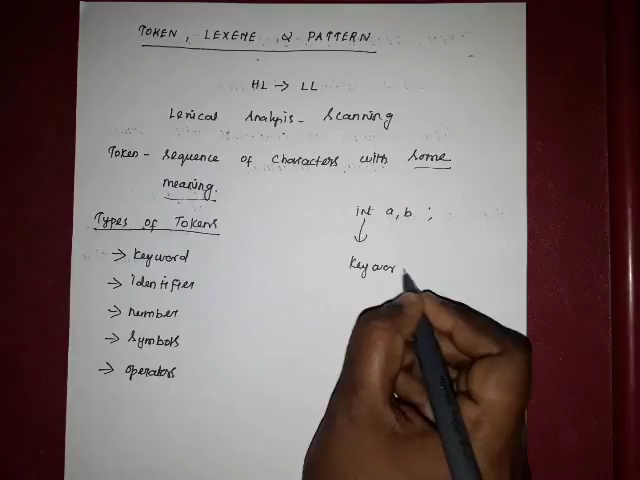 TOKEN, LEXEME & PATTERN
HL → LL
Lexical Analysis - Scanning
Token - Sequence of characters with some
meaning.
Types of Tokens
→ keyword
→ identifier
→ number
→ symbols
→ operators
int a, b ;
↓
keywor